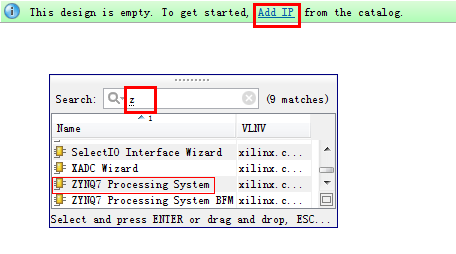 This design is empty. To get started, Add IP from the catalog.
Search: z (9 matches)
Name 1 VLNV
SelectIO Interface Wizard xilinx.c...
XADC Wizard xilinx.c...
ZYNQ7 Processing System xilinx.c...
ZYNQ7 Processing System BFM xilinx.c...
Select and press ENTER or drag and drop, ESC...